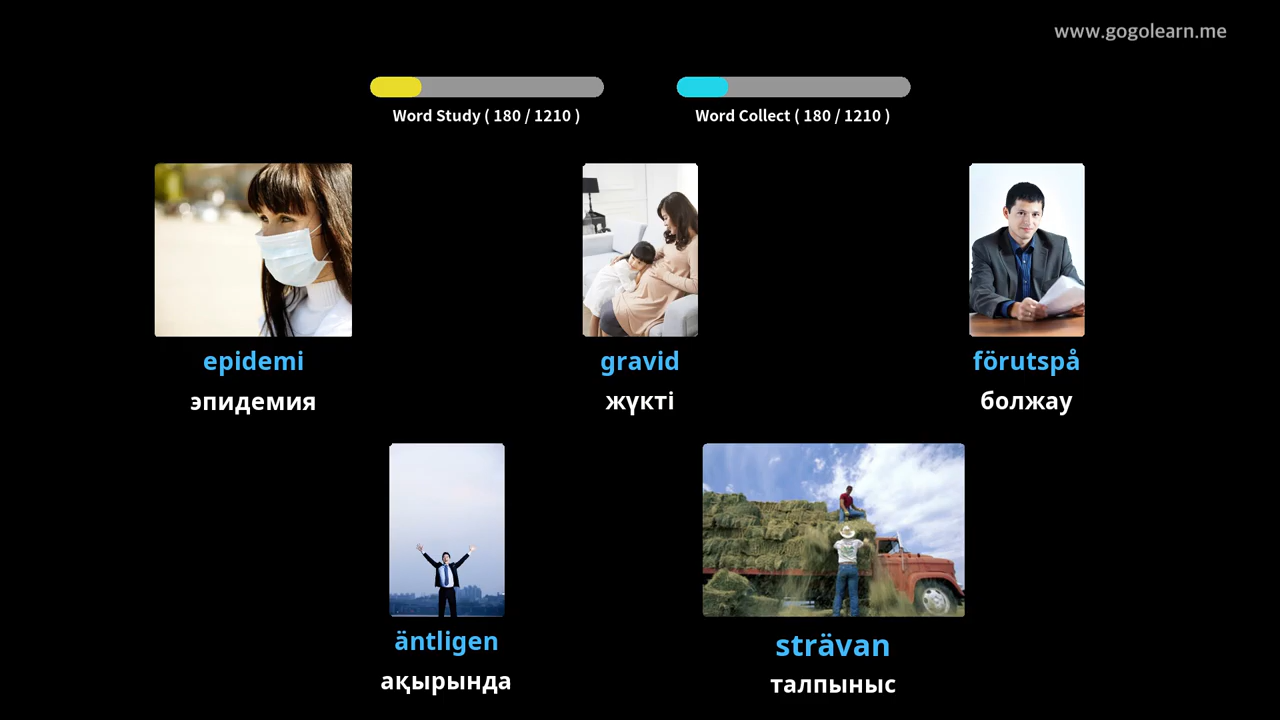 www.gogolearn.me
Word Study ( 180 / 1210 )
Word Collect ( 180 / 1210 )
epidemi
эпидемия
gravid
жүкті
förutspå
болжау
äntligen
ақырында
strävan
талпыныс